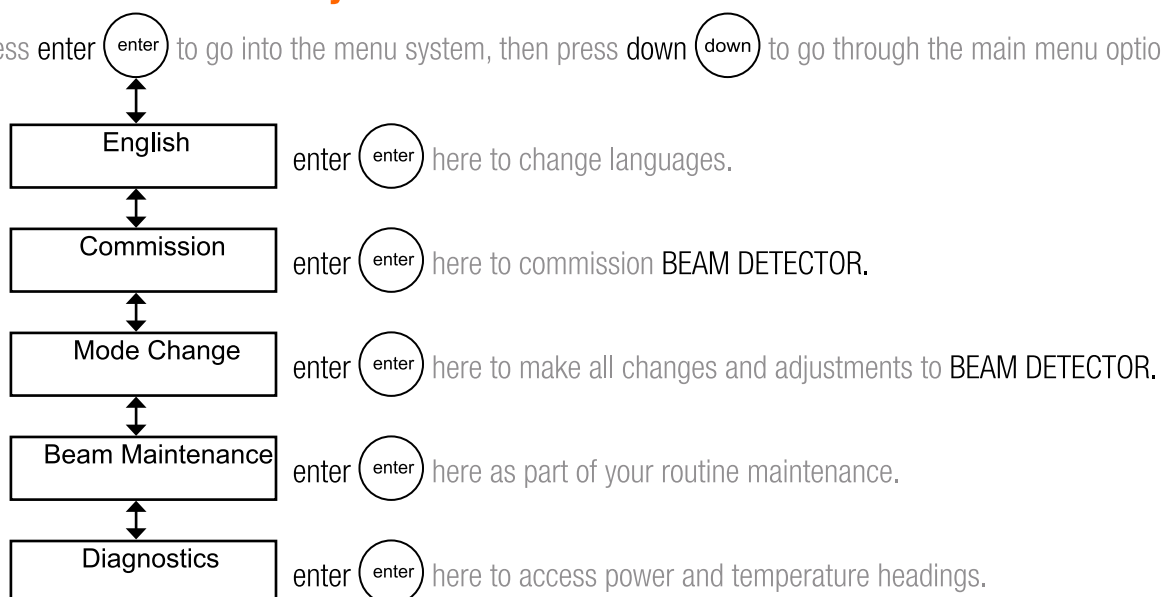 enter enter to go into the menu system, then press down down to go through the main menu
English
enter enter here to change languages.
Commission
enter enter here to commission BEAM DETECTOR.
Mode Change
enter enter here to make all changes and adjustments to BEAM DETECTOR.
Beam Maintenance
enter enter here as part of your routine maintenance.
Diagnostics
enter enter here to access power and temperature headings.